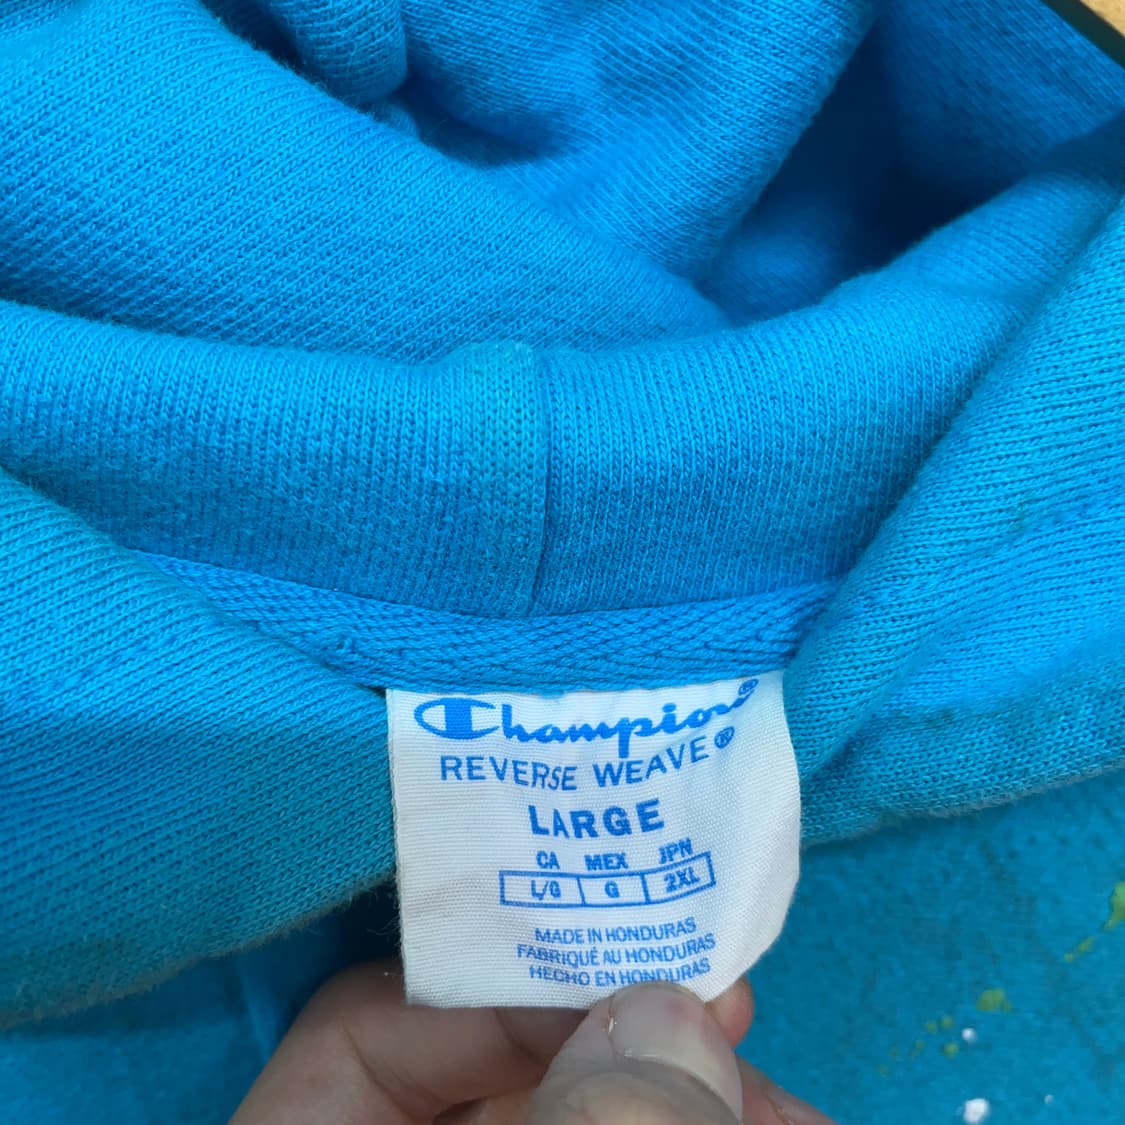 Champion®
REVERSE WEAVE®
LARGE
CA MEX JPN
L/G G 2XL
MADE IN HONDURAS
FABRIQUÉ AU HONDURAS
HECHO EN HONDURAS